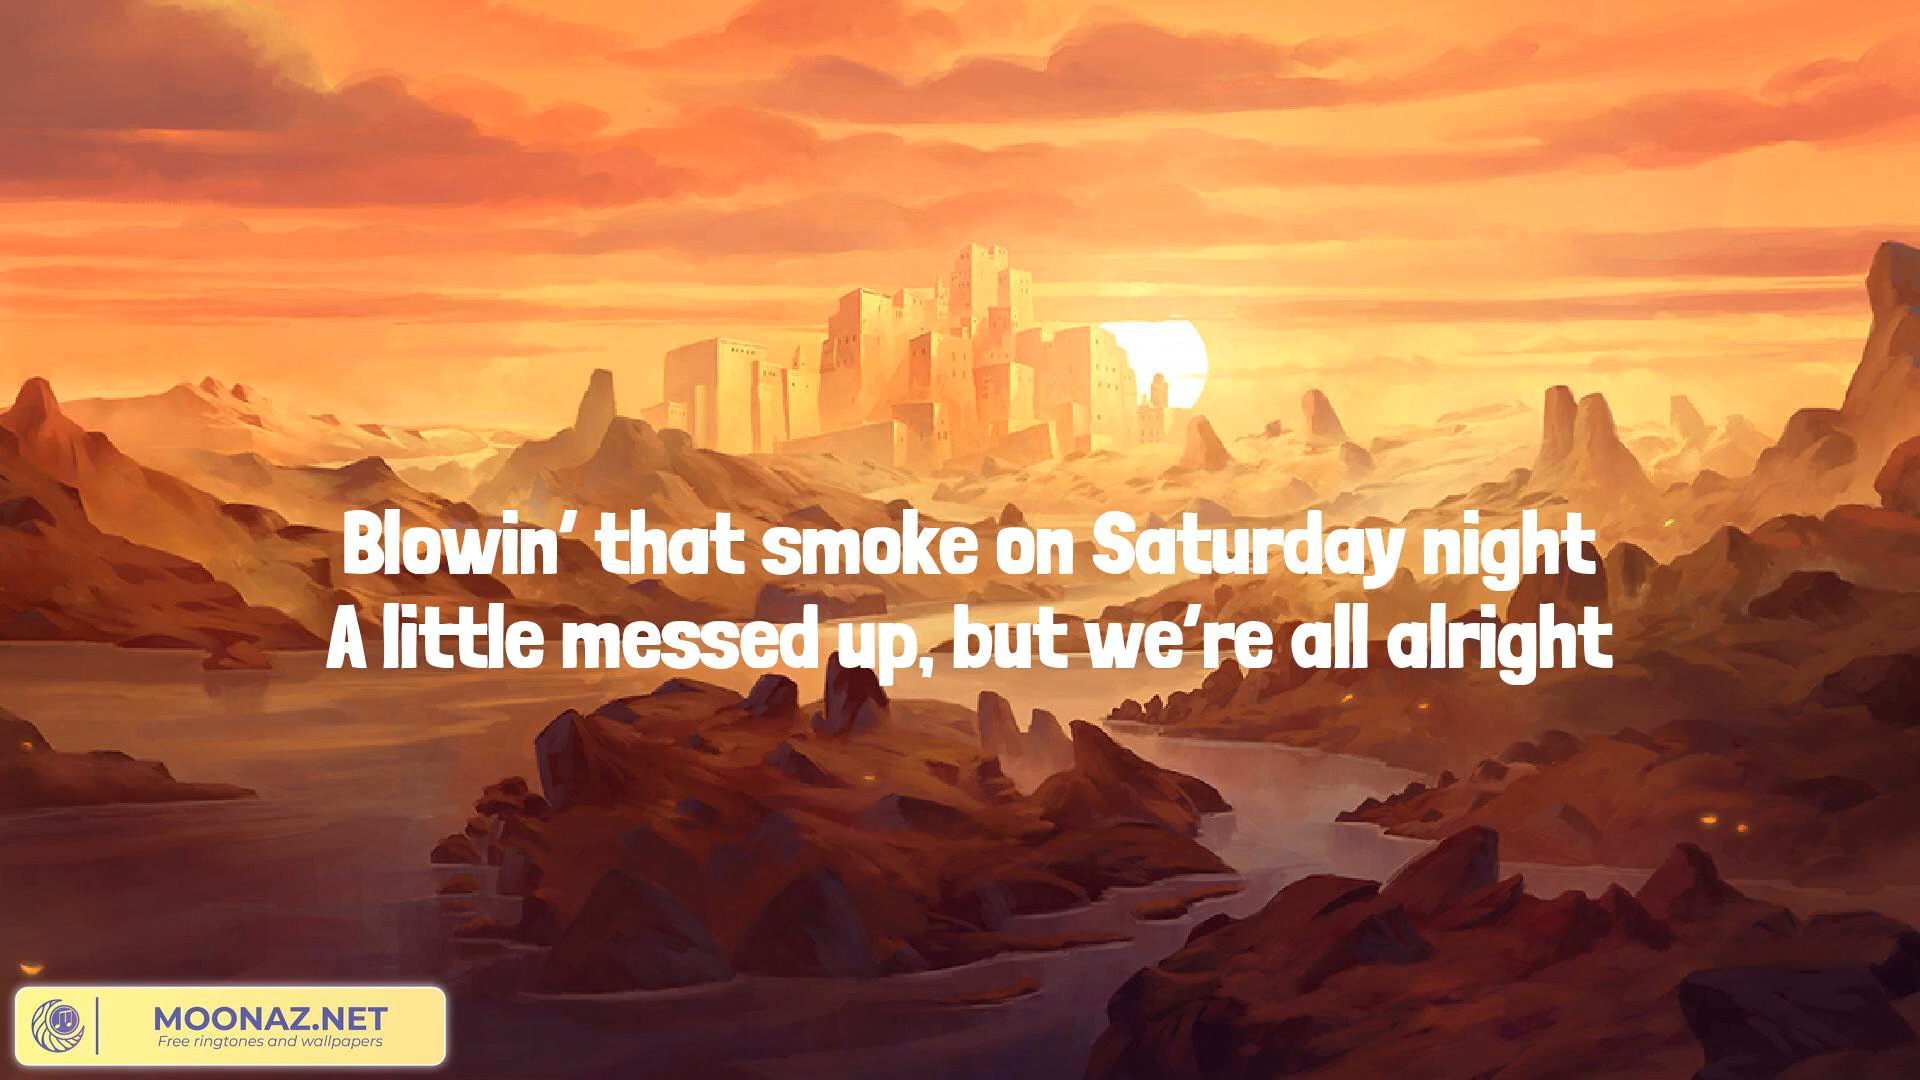 Blowin’ that smoke on Saturday night
A little messed up, but we’re all alright
MOONAZ.NET
Free ringtones and wallpapers